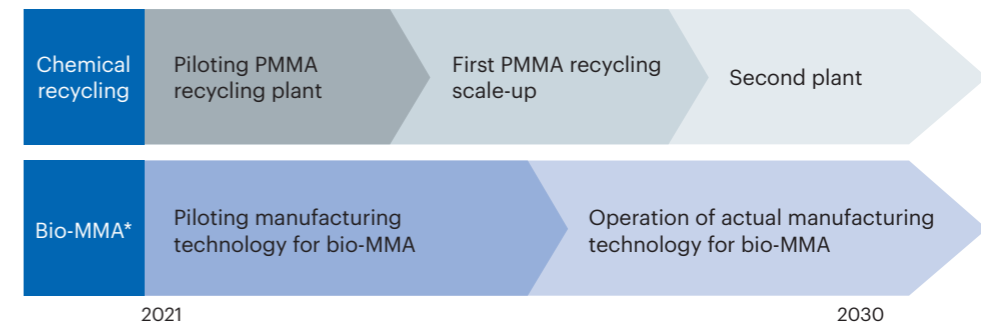 Chemical
recycling
Piloting PMMA
recycling plant
First PMMA recycling
scale-up
Second plant
Bio-MMA*
Piloting manufacturing
technology for bio-MMA
Operation of actual manufacturing
technology for bio-MMA
2021
2030